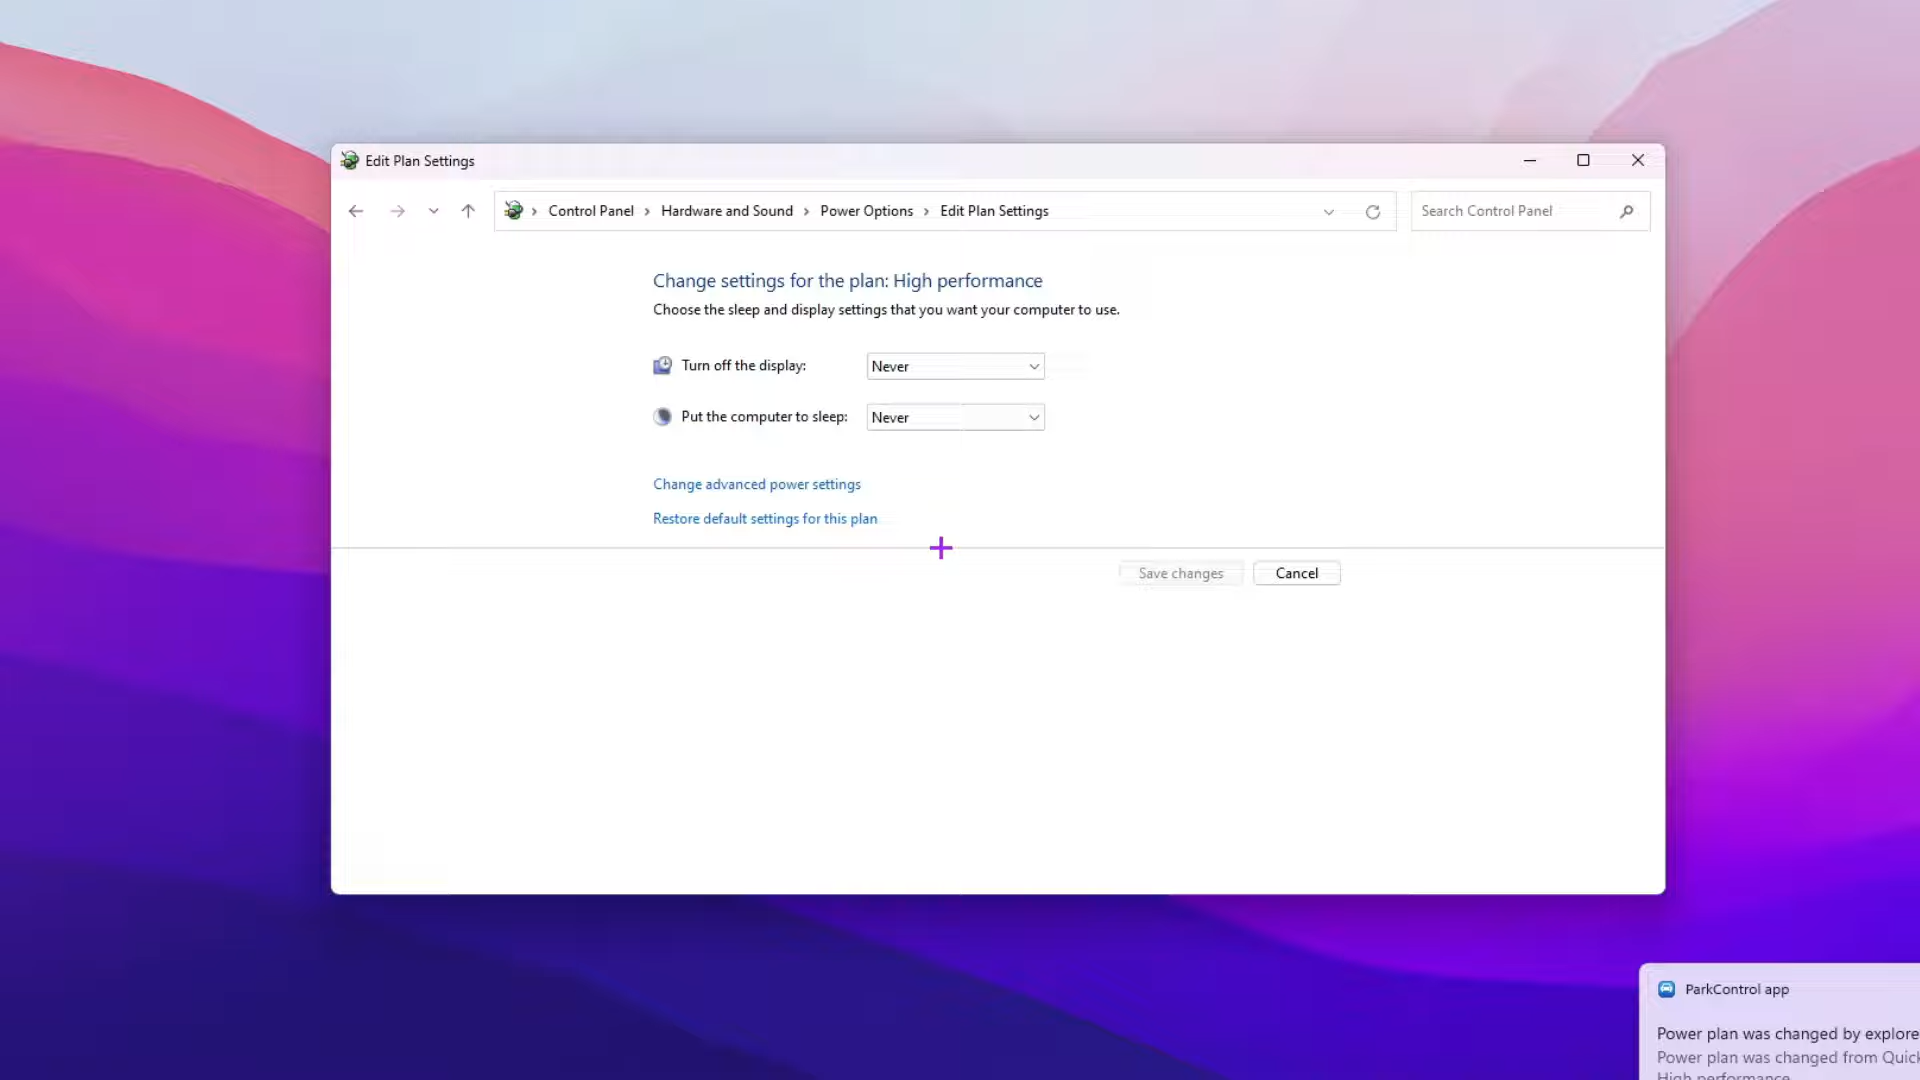 Edit Plan Settings
Control Panel > Hardware and Sound > Power Options > Edit Plan Settings
Search Control Panel
Change settings for the plan: High performance
Choose the sleep and display settings that you want your computer to use.
Turn off the display: Never
Put the computer to sleep: Never
Change advanced power settings
Restore default settings for this plan
Save changes Cancel
ParkControl app
Power plan was changed by explore
Power plan was changed from Quick
High performance